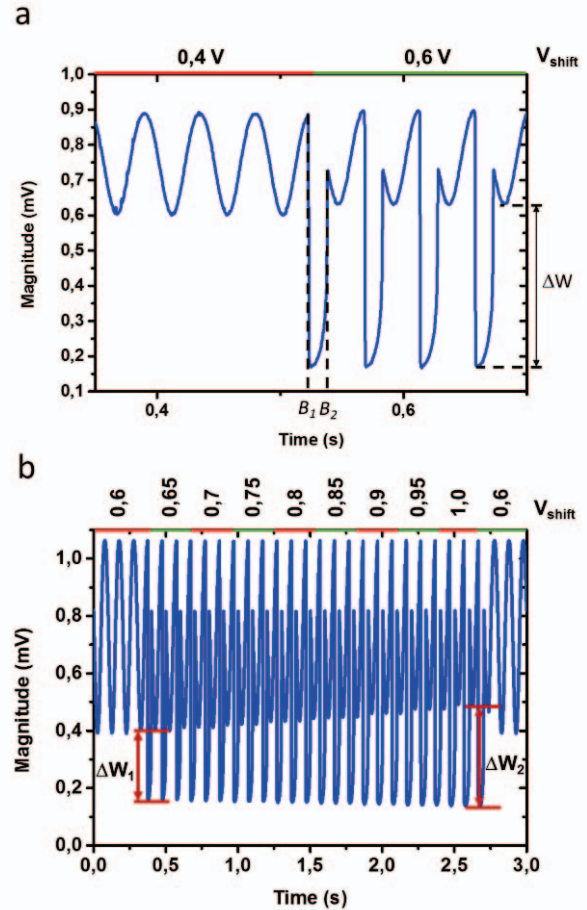 a
0,4 V 0,6 V Vshift
1,0
0,9
0,8
0,7
0,6
0,5
0,4
0,3
0,2
0,1
Magnitude (mV)
ΔW
0,4 B1 B2 0,6
Time (s)
b
0,6 0,65 0,7 0,75 0,8 0,85 0,9 0,95 1,0 0,6 Vshift
1,0
0,8
0,6
0,4
0,2
0,0
Magnitude (mV)
ΔW1 ΔW2
0,0 0,5 1,0 1,5 2,0 2,5 3,0
Time (s)